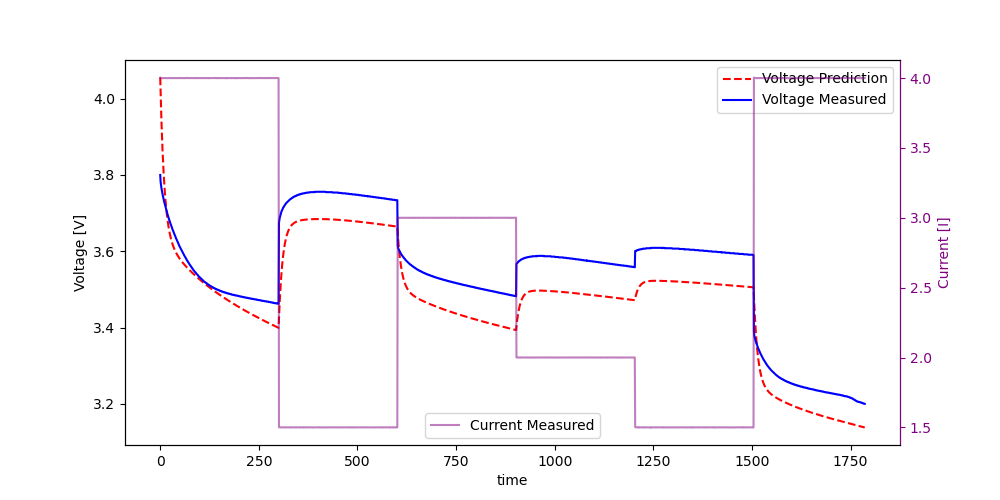 Voltage Prediction
Voltage Measured
Current Measured
Voltage [V]
4.0
3.8
3.6
3.4
3.2
Current [I]
4.0
3.5
3.0
2.5
2.0
1.5
0 250 500 750 1000 1250 1500 1750
time